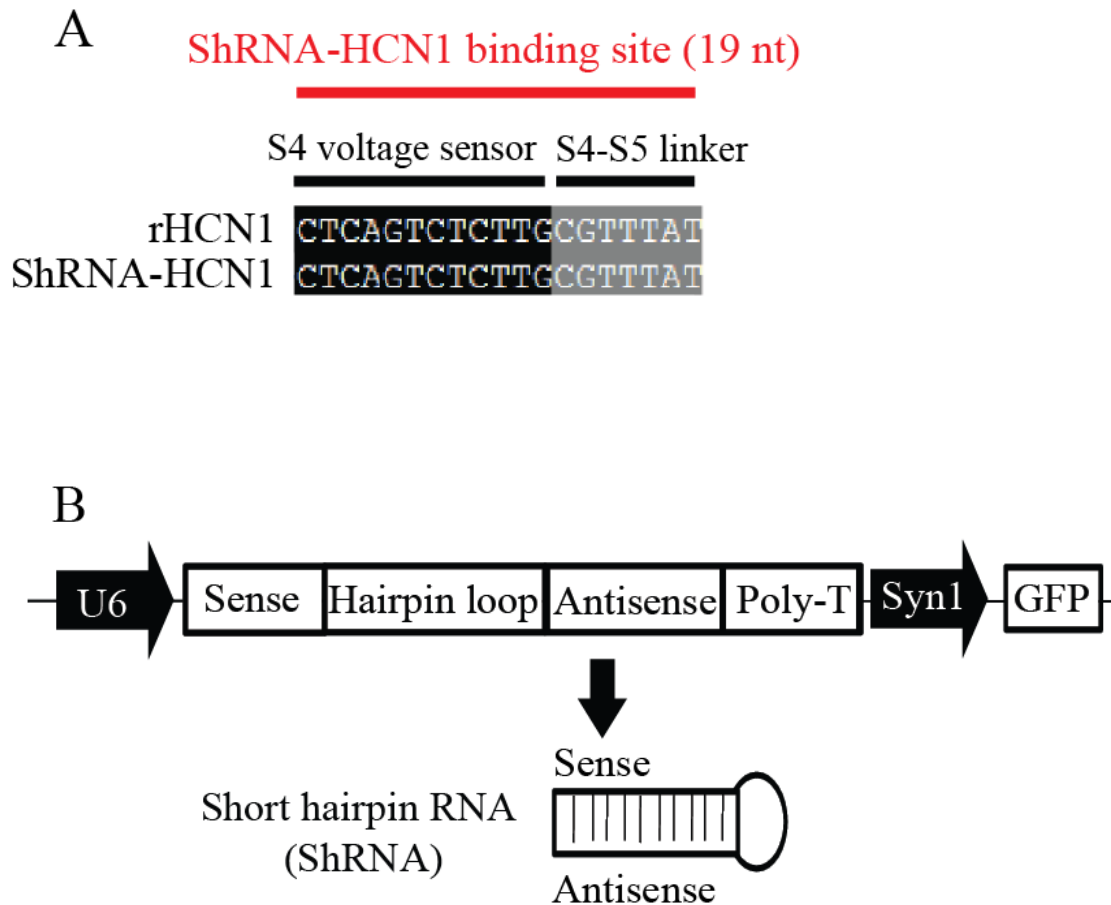 A
ShRNA-HCN1 binding site (19 nt)
S4 voltage sensor S4-S5 linker
rHCN1 CTCAGTCTCTTGCGTTTAT
ShRNA-HCN1 CTCAGTCTCTTGCGTTTAT
B
U6 Sense Hairpin loop Antisense Poly-T Syn1 GFP
Sense
Short hairpin RNA
(ShRNA)
Antisense